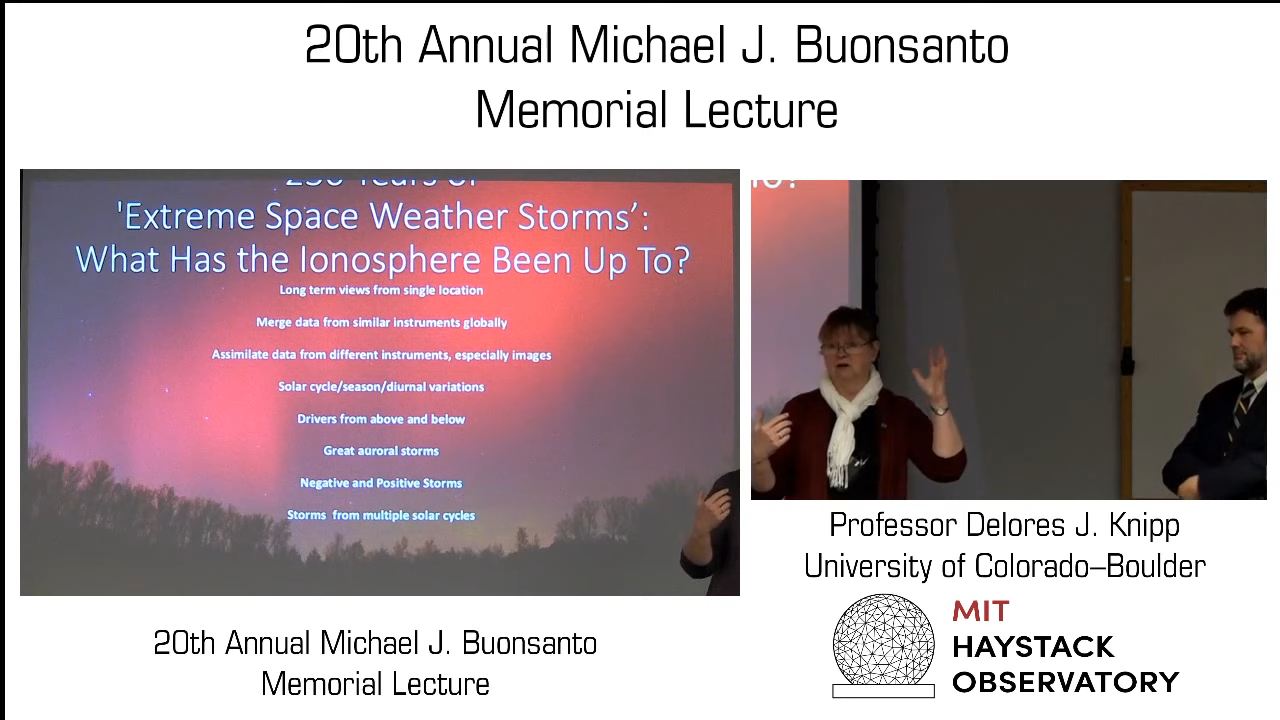 20th Annual Michael J. Buonsanto
Memorial Lecture
Years of
'Extreme Space Weather Storms’:
What Has the Ionosphere Been Up To?
Long term views from single location
Merge data from similar instruments globally
Assimilate data from different instruments, especially images
Solar cycle/season/diurnal variations
Drivers from above and below
Great auroral storms
Negative and Positive Storms
Storms from multiple solar cycles
20th Annual Michael J. Buonsanto
Memorial Lecture
Professor Delores J. Knipp
University of Colorado–Boulder
MIT
HAYSTACK
OBSERVATORY